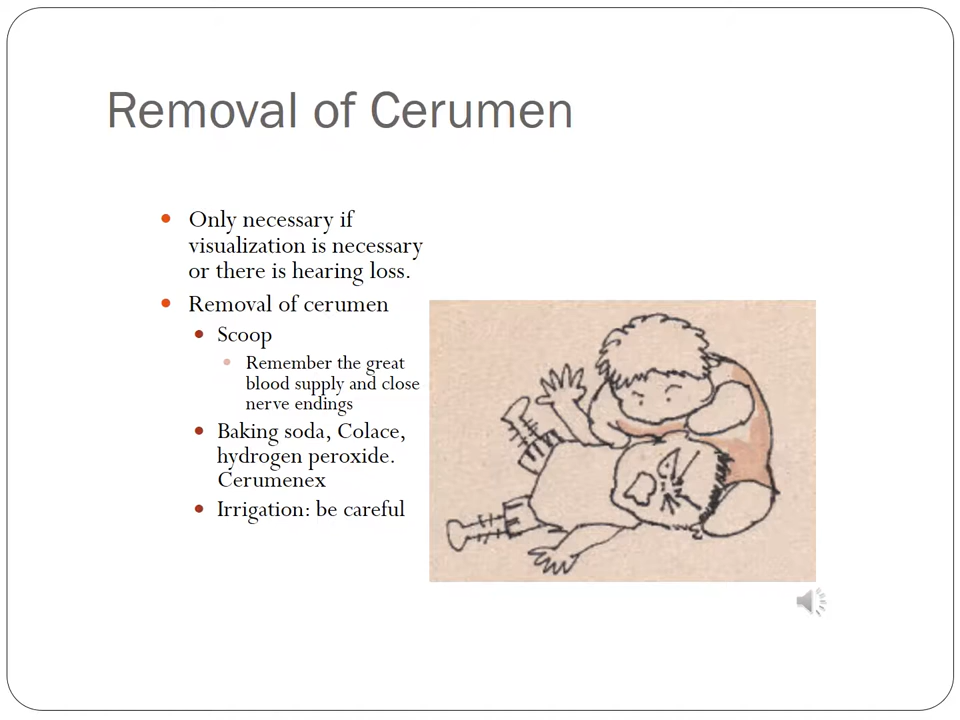 Removal of Cerumen
Only necessary if
visualization is necessary
or there is hearing loss.
Removal of cerumen
Scoop
Remember the great
blood supply and close
nerve endings
Baking soda, Colace,
hydrogen peroxide.
Cerumenex
Irrigation: be careful